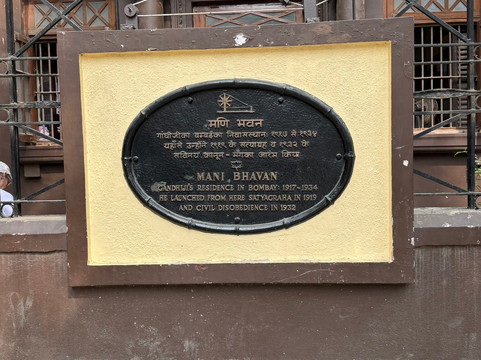 मणि भवन
गांधीजीका बम्बईका निवासस्थान: १९१७ से १९३४
यहाँसे उन्होंने १९१९ के सत्याग्रह व १९३२ के
सविनय कानून - भंगका आरंभ किया
MANI BHAVAN
GANDHIJI'S RESIDENCE IN BOMBAY: 1917-1934
HE LAUNCHED FROM HERE SATYAGRAHA IN 1919
AND CIVIL DISOBEDIENCE IN 1932